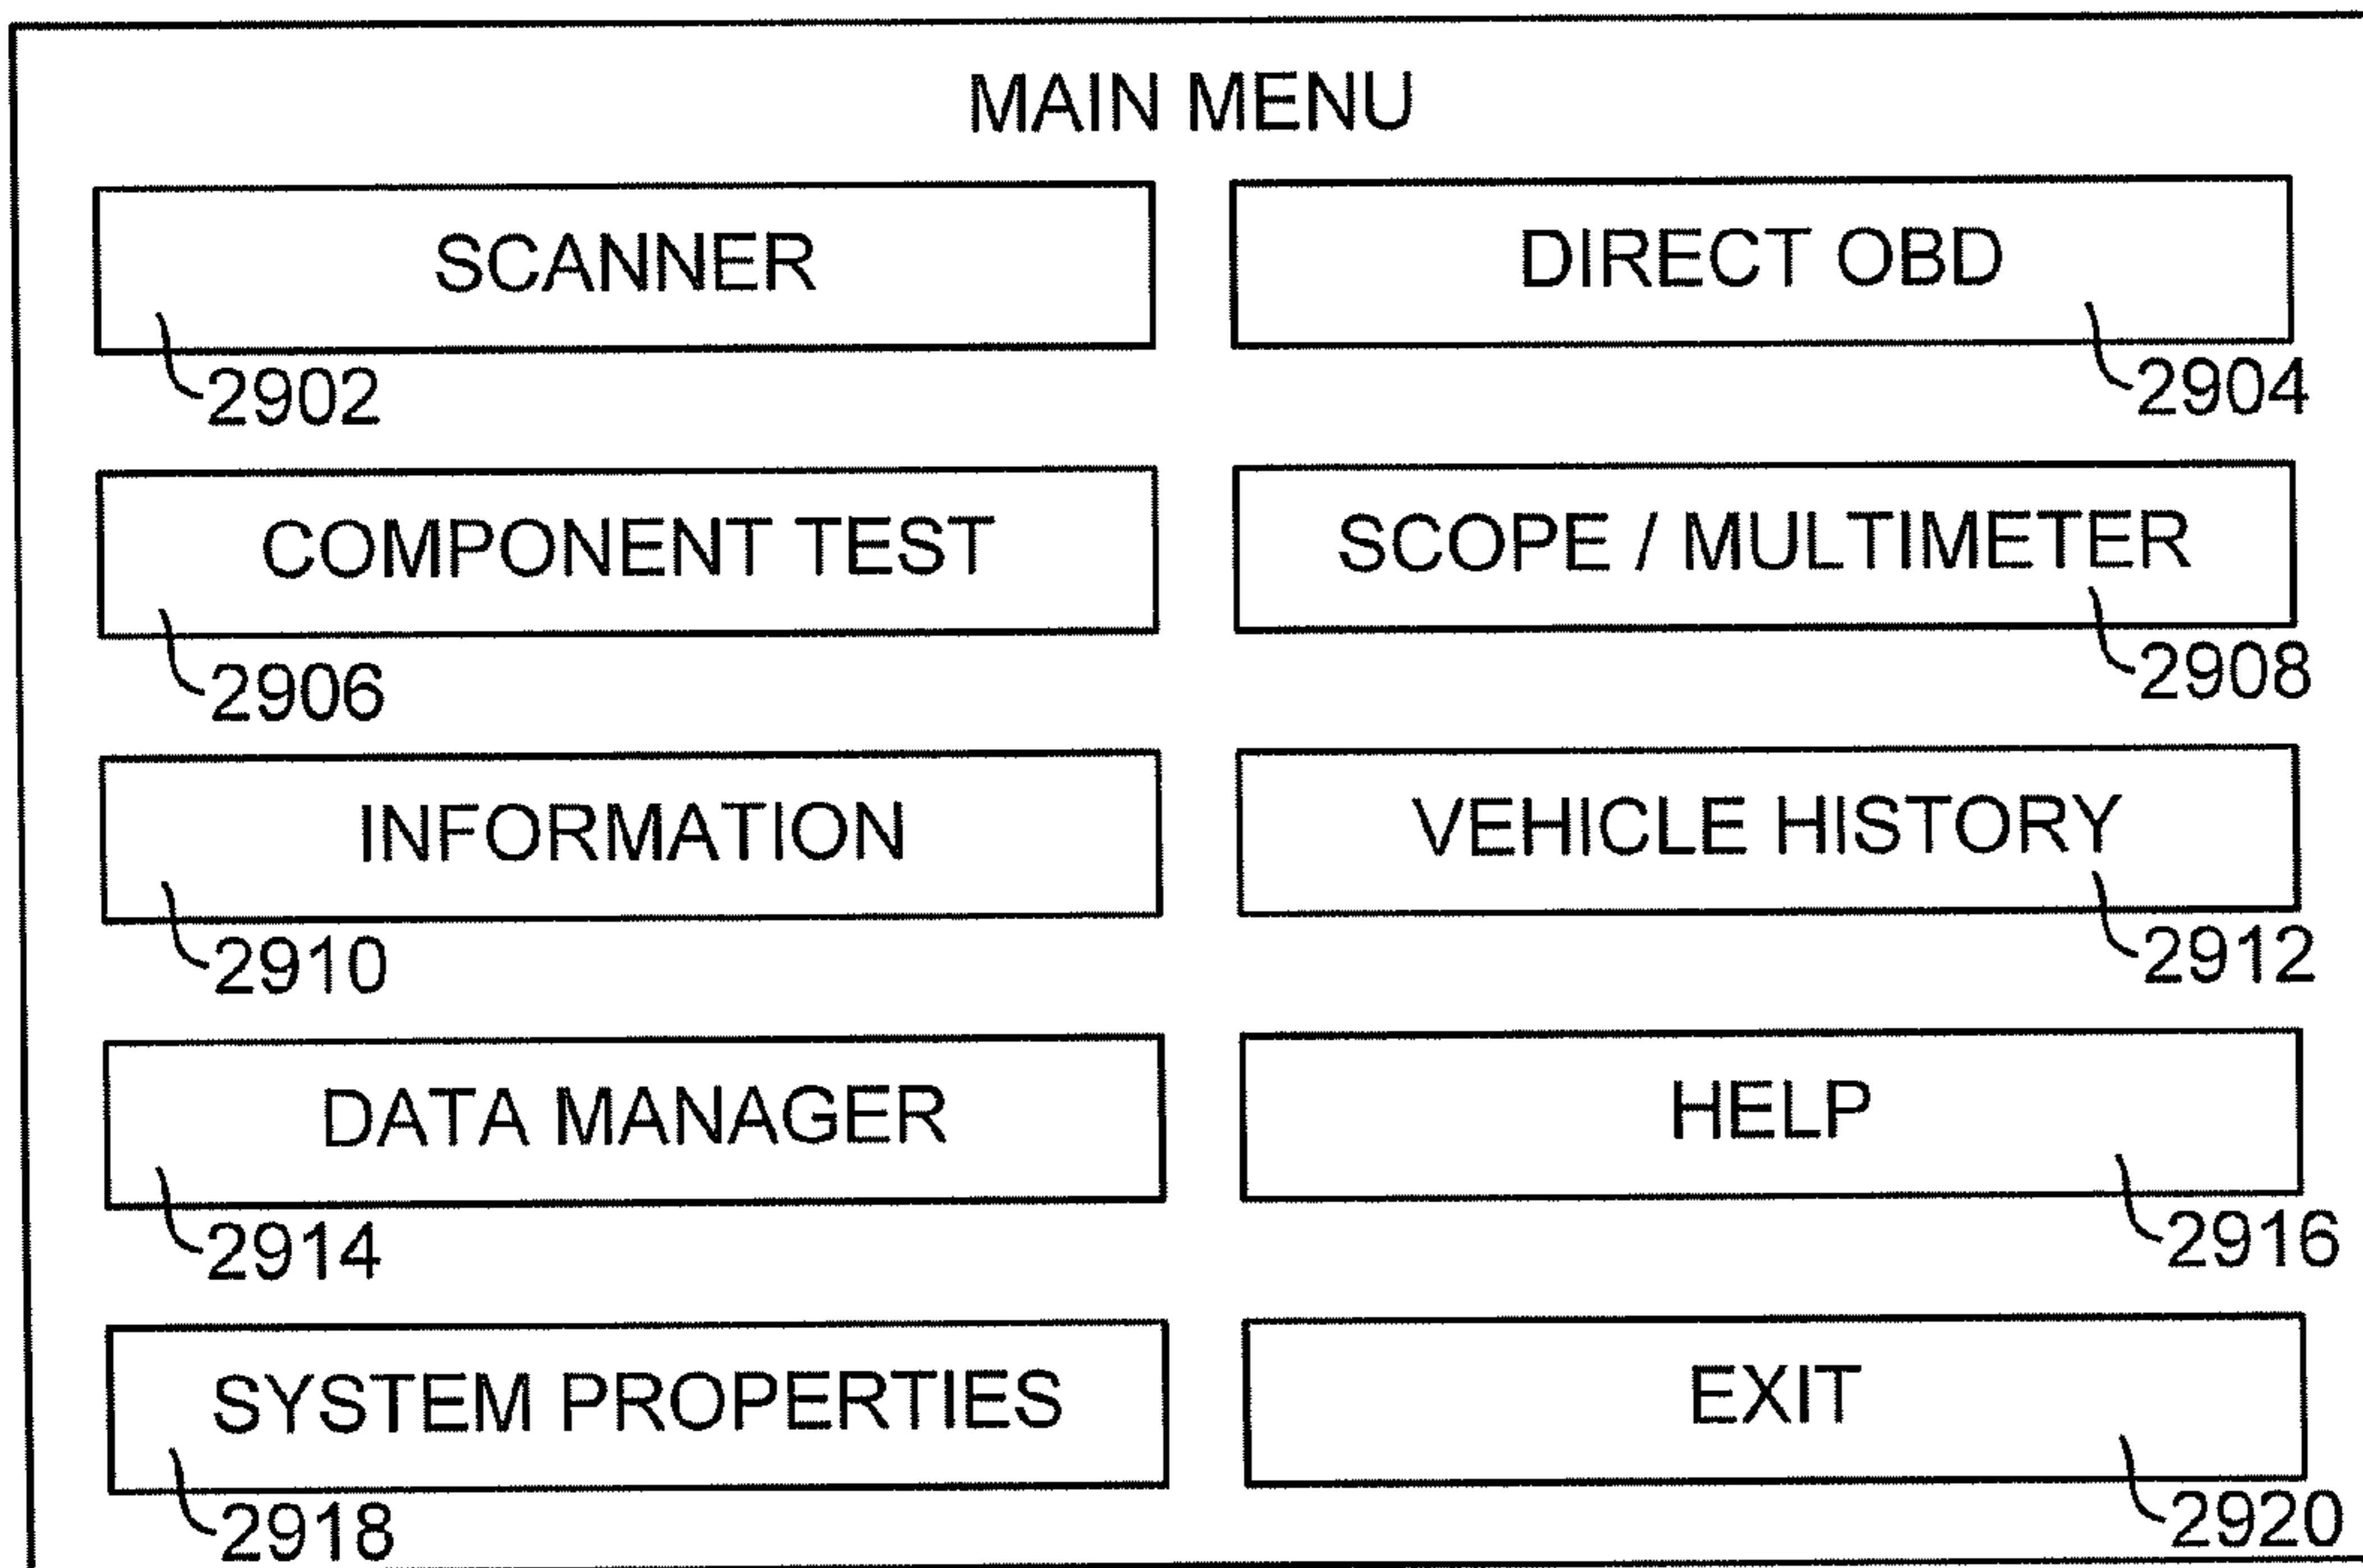 MAIN MENU
SCANNER
DIRECT OBD
2902
2904
COMPONENT TEST
SCOPE / MULTIMETER
2906
2908
INFORMATION
VEHICLE HISTORY
2910
2912
DATA MANAGER
HELP
2914
2916
SYSTEM PROPERTIES
EXIT
2918
2920